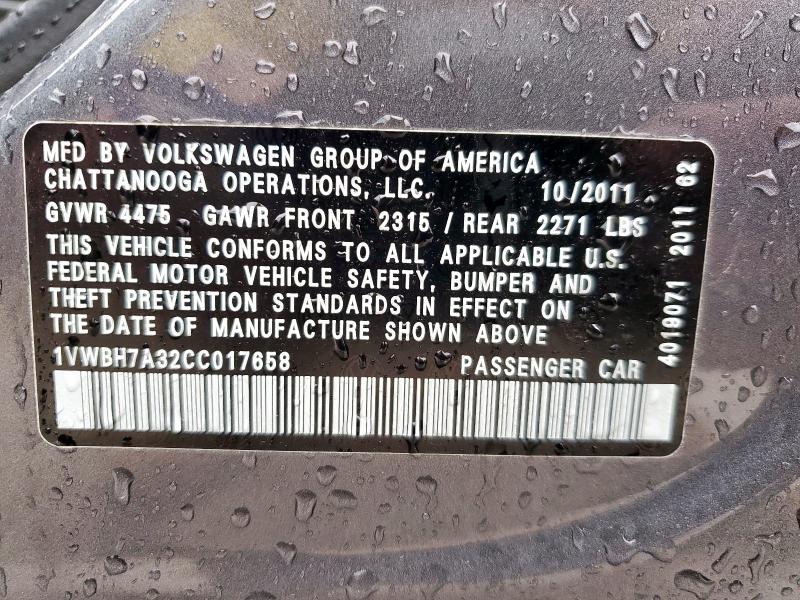 MFD BY VOLKSWAGEN GROUP OF AMERICA
CHATTANOOGA OPERATIONS, LLC. 10/2011
GVWR 4475 GAWR FRONT 2315 / REAR 2271 LBS
THIS VEHICLE CONFORMS TO ALL APPLICABLE U.S.
FEDERAL MOTOR VEHICLE SAFETY, BUMPER AND
THEFT PREVENTION STANDARDS IN EFFECT ON
THE DATE OF MANUFACTURE SHOWN ABOVE
1VWBH7A32CC017658 PASSENGER CAR
4019071 2011 62